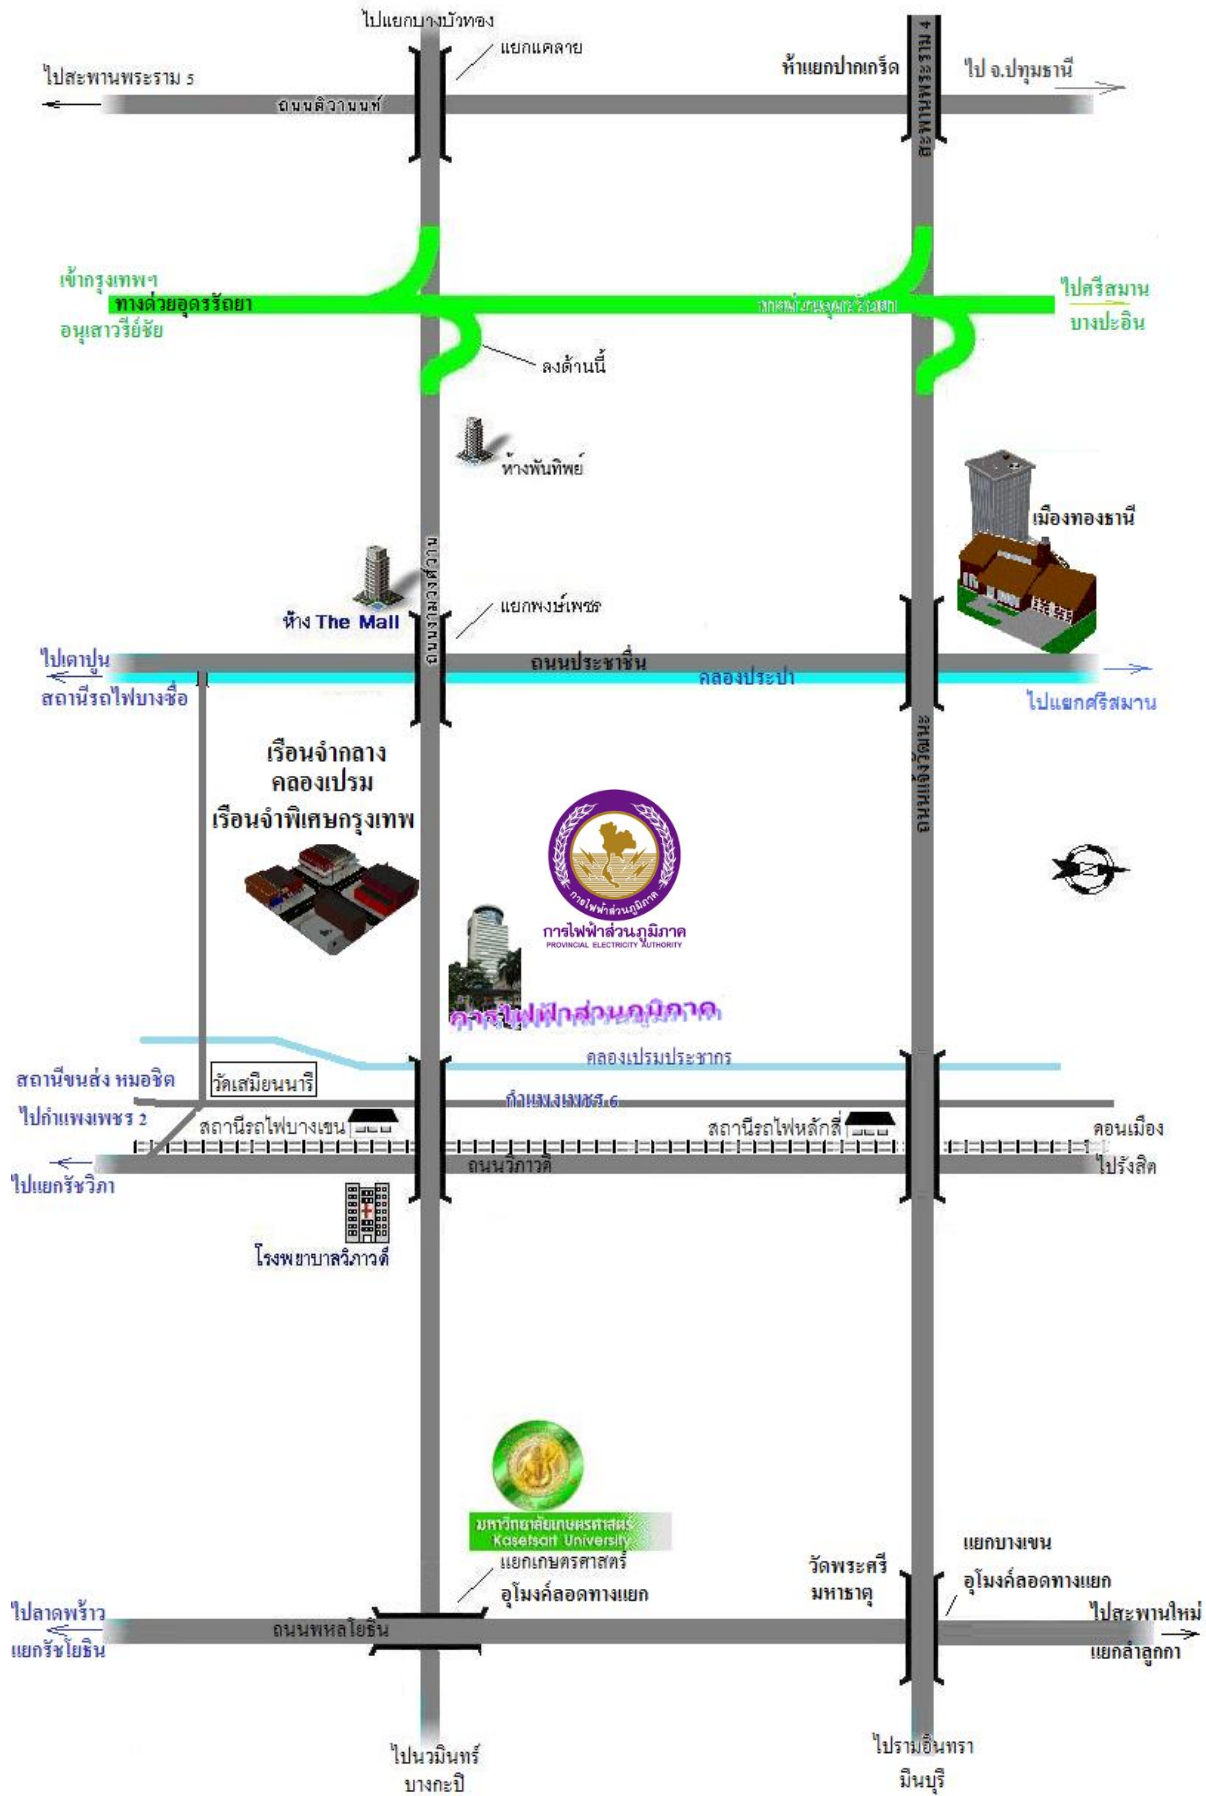 ไปแยกบางบัวทอง
แยกแคลาย
ห้าแยกปากเกร็ด
สะพานพระราม 4
ไปสะพานพระราม 5
ไป จ.ปทุมธานี
ถนนติวานนท์
เข้ากรุงเทพฯ
ทางด่วยอุดรรัถยา
อนุเสาวรีย์ชัย
ไปศรีสมาน
บางปะอิน
ลงด้านนี้
ห้างพันทิพย์
เมืองทองธานี
ถนนงามวงศ์วาน
แยกพงษ์เพชร
ห้าง The Mall
ไปเตาปูน
ถนนประชาชื่น
คลองประปา
สถานีรถไฟบางซื่อ
ไปแยกศรีสมาน
ถนนแจ้งวัฒนะ
เรือนจำกลาง
คลองเปรม
เรือนจำพิเศษกรุงเทพ
การไฟฟ้าส่วนภูมิภาค
การไฟฟ้าส่วนภูมิภาค
PROVINCIAL ELECTRICITY AUTHORITY
การไฟฟ้าส่วนภูมิภาค
คลองเปรมประชากร
สถานีขนส่ง หมอชิต
วัดเสมียนนารี
ไปกำแพงเพชร 2
กำแพงเพชร 6
สถานีรถไฟบางเขน
สถานีรถไฟหลักสี่
ดอนเมือง
ถนนวิภาวดี
ไปรังสิต
ไปแยกรัชวิภา
โรงพยาบาลวิภาวดี
มหาวิทยาลัยเกษตรศาสตร์
Kasetsart University
แยกเกษตรศาสตร์
อุโมงค์ลอดทางแยก
วัดพระศรี
มหาธาตุ
แยกบางเขน
อุโมงค์ลอดทางแยก
ไปลาดพร้าว
ถนนพหลโยธิน
แยกรัชโยธิน
ไปสะพานใหม่
แยกลำลูกกา
ไปนวมินทร์
บางกะปิ
ไปรามอินทรา
มีนบุรี